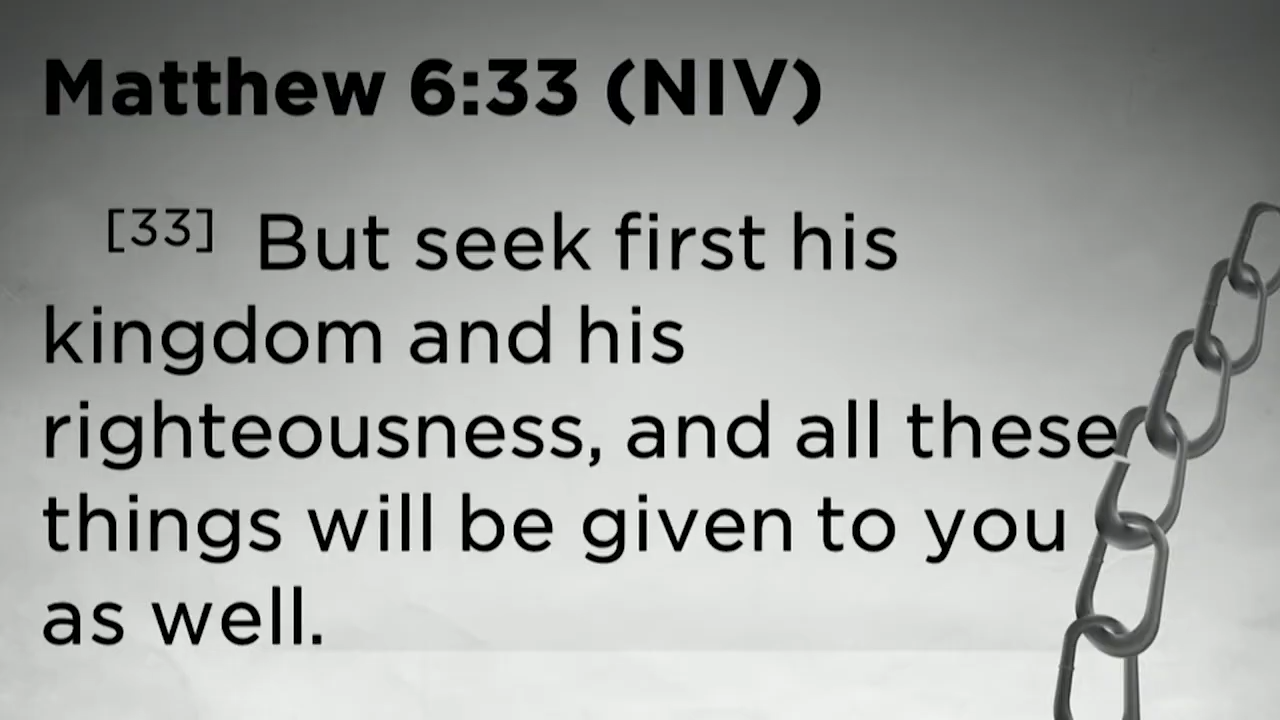 Matthew 6:33 (NIV)
[33] But seek first his
kingdom and his
righteousness, and all these
things will be given to you
as well.